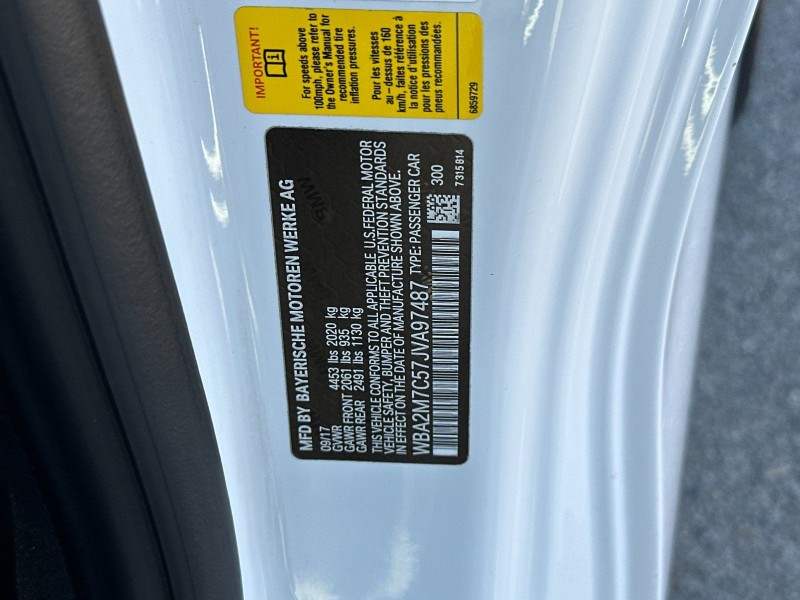 IMPORTANT!
For speeds above
100mph, please refer to
the Owner's Manual for
recommended tire
inflation pressures.
Pour les vitesses
au-dessus de 160
km/h, faites référence à
la notice d'utilisation
pour les pressions des
pneus recommandées.
6859729
MFD BY BAYERISCHE MOTOREN WERKE AG
09/17
GVWR 4453 lbs 2020 kg
GAWR FRONT 2061 lbs 935 kg
GAWR REAR 2491 lbs 1130 kg
THIS VEHICLE CONFORMS TO ALL APPLICABLE U.S.FEDERAL MOTOR
VEHICLE SAFETY, BUMPER AND THEFT PREVENTION STANDARDS
IN EFFECT ON THE DATE OF MANUFACTURE SHOWN ABOVE.
WBA2M7C57JVA97487 TYPE: PASSENGER CAR
300
7315814
BMW